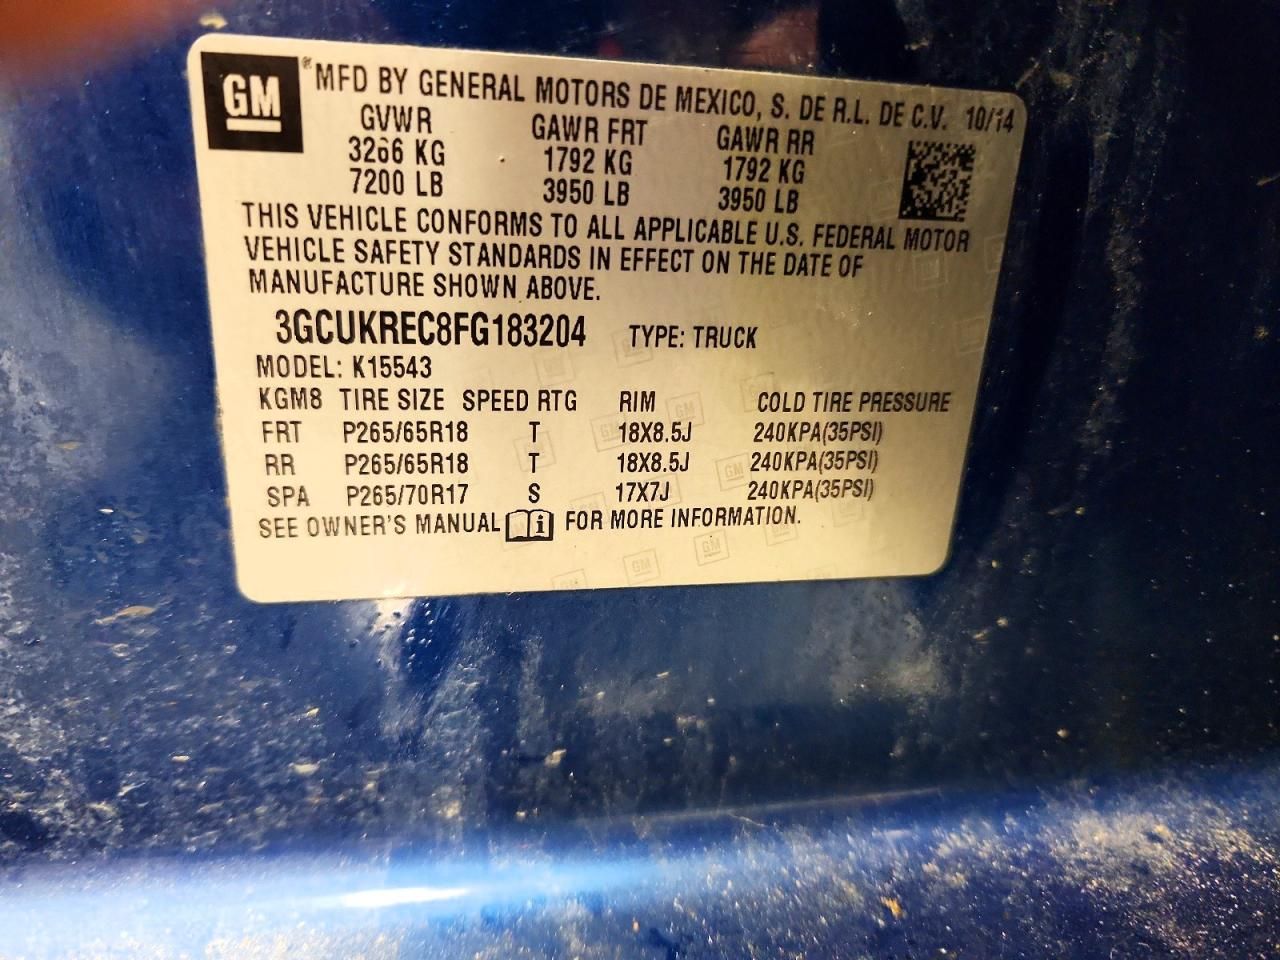 GM ® MFD BY GENERAL MOTORS DE MEXICO, S. DE R.L. DE C.V. 10/14
GVWR GAWR FRT GAWR RR
3266 KG 1792 KG 1792 KG
7200 LB 3950 LB 3950 LB
THIS VEHICLE CONFORMS TO ALL APPLICABLE U.S. FEDERAL MOTOR
VEHICLE SAFETY STANDARDS IN EFFECT ON THE DATE OF
MANUFACTURE SHOWN ABOVE.
3GCUKREC8FG183204 TYPE: TRUCK
MODEL: K15543
KGM8 TIRE SIZE SPEED RTG RIM COLD TIRE PRESSURE
FRT P265/65R18 T 18X8.5J 240KPA(35PSI)
RR P265/65R18 T 18X8.5J 240KPA(35PSI)
SPA P265/70R17 S 17X7J 240KPA(35PSI)
SEE OWNER'S MANUAL i FOR MORE INFORMATION.